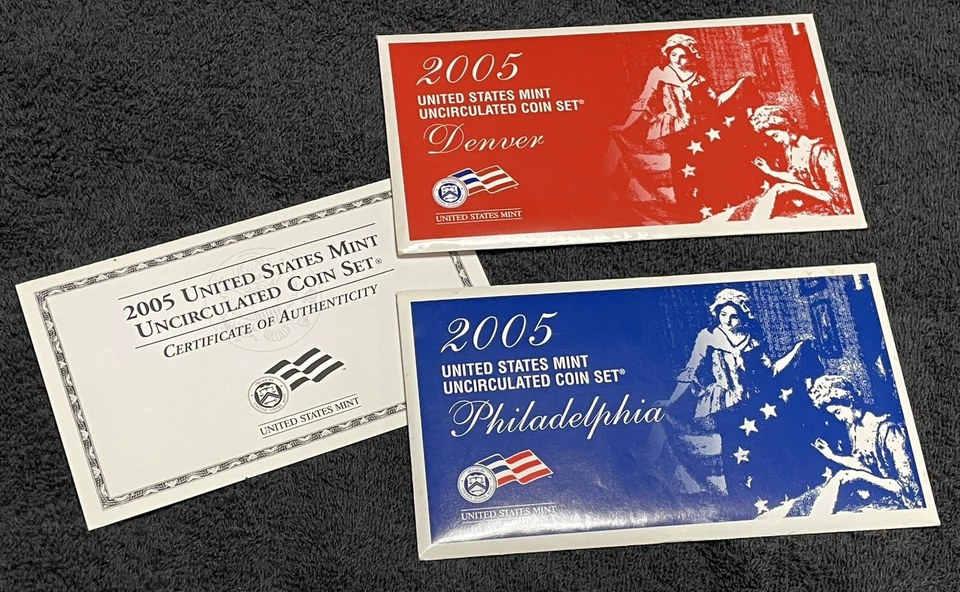 2005
UNITED STATES MINT
UNCIRCULATED COIN SET®
Denver
UNITED STATES MINT
2005 UNITED STATES MINT
UNCIRCULATED COIN SET®
CERTIFICATE OF AUTHENTICITY
UNITED STATES MINT
2005
UNITED STATES MINT
UNCIRCULATED COIN SET®
Philadelphia
UNITED STATES MINT